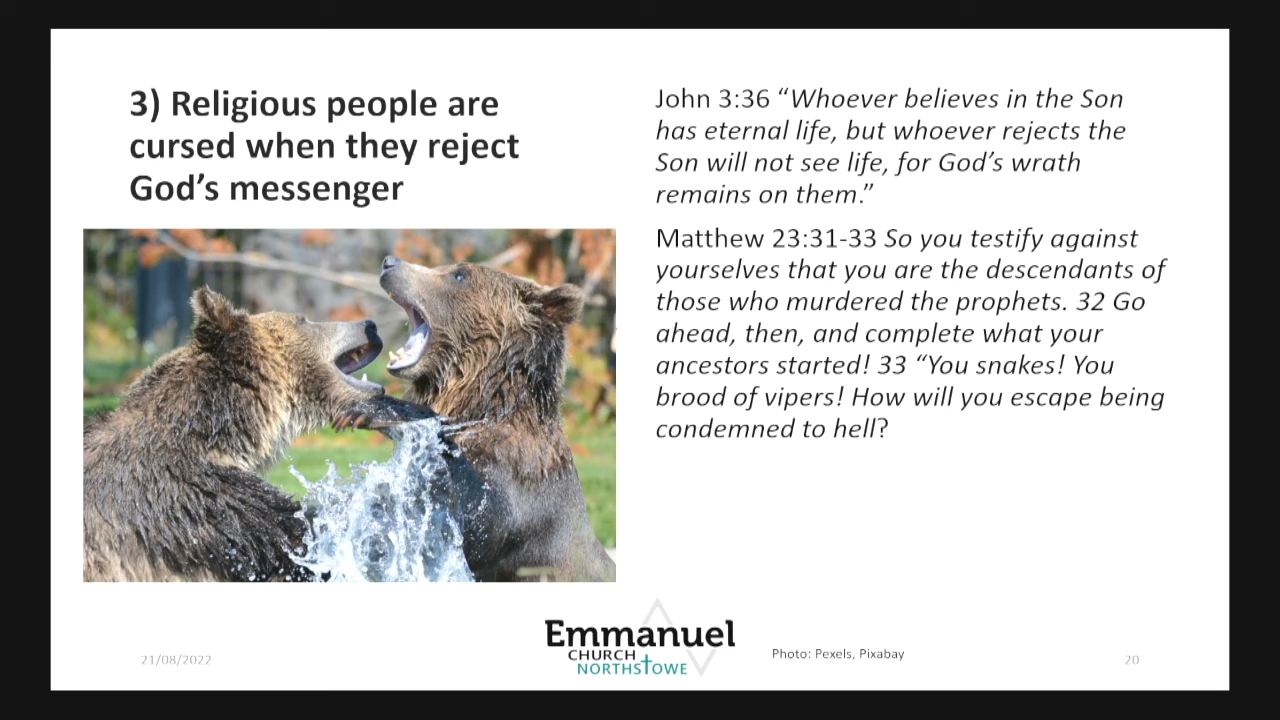 3) Religious people are
cursed when they reject
God’s messenger
John 3:36 “Whoever believes in the Son
has eternal life, but whoever rejects the
Son will not see life, for God’s wrath
remains on them.”
Matthew 23:31-33 So you testify against
yourselves that you are the descendants of
those who murdered the prophets. 32 Go
ahead, then, and complete what your
ancestors started! 33 “You snakes! You
brood of vipers! How will you escape being
condemned to hell?
21/08/2022
Emmanuel
CHURCH
NORTHSTOWE
Photo: Pexels, Pixabay
20